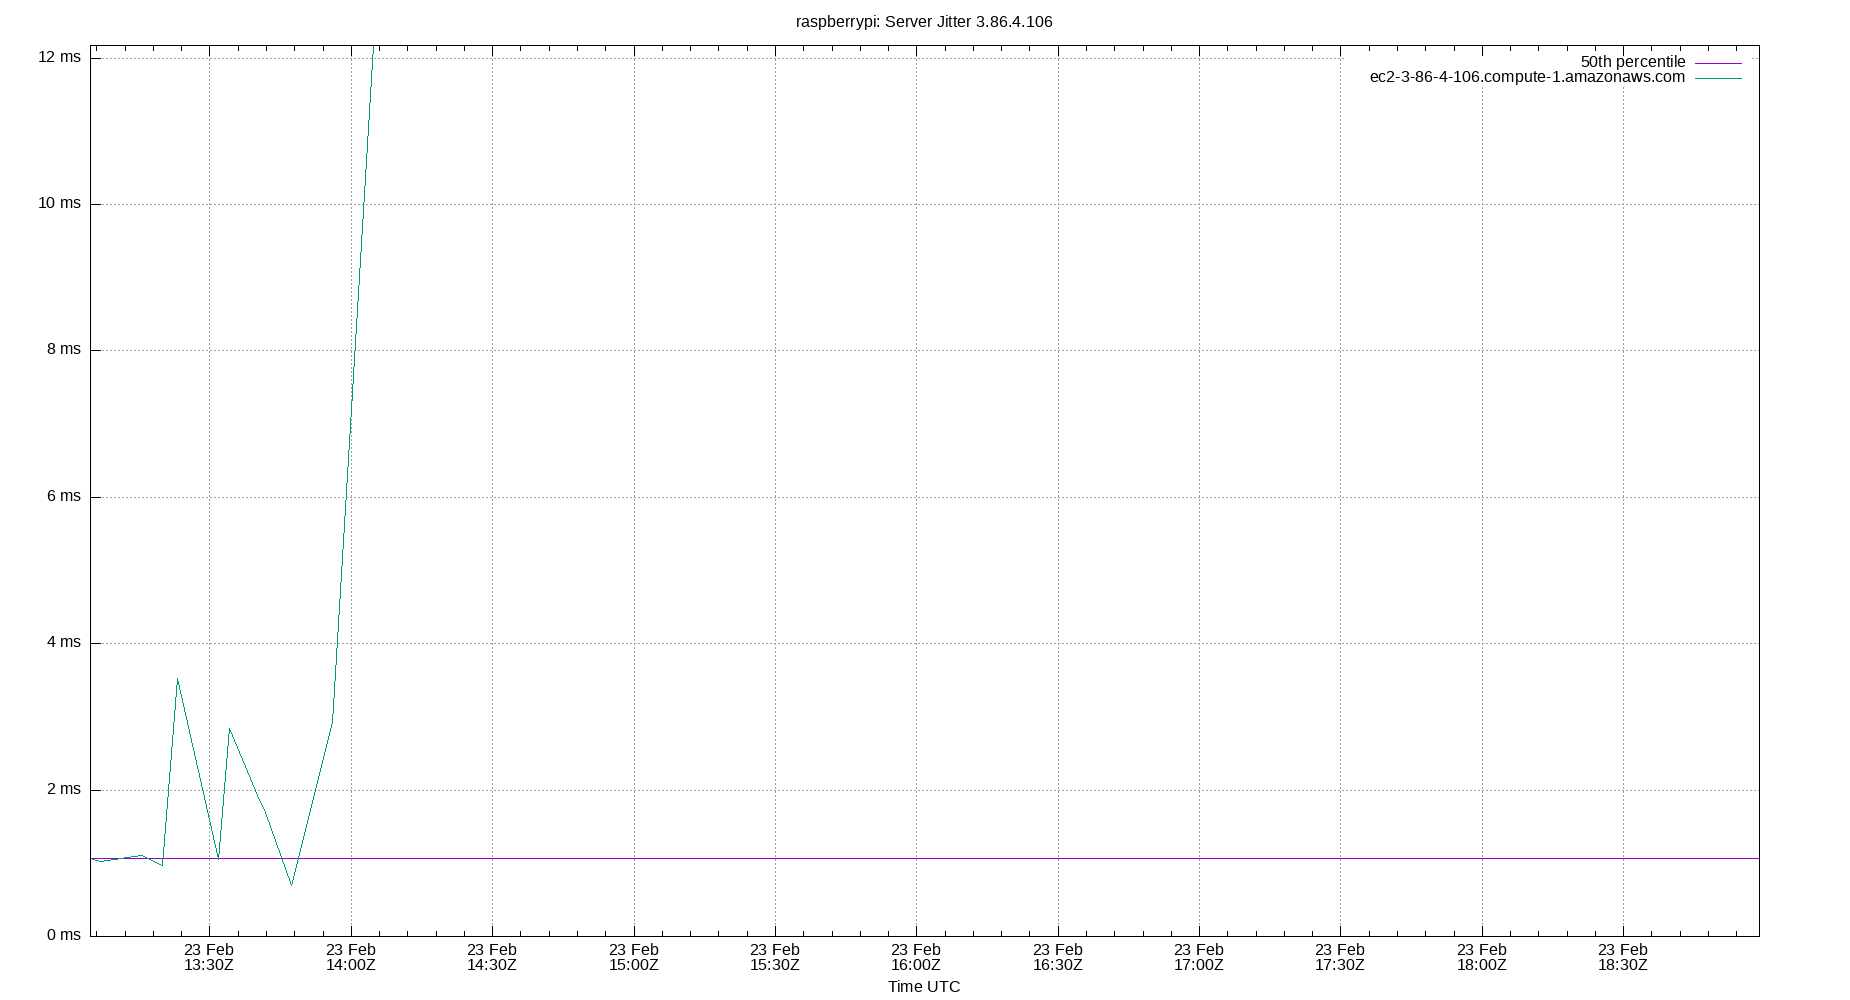 raspberrypi: Server Jitter 3.86.4.106
12 ms
10 ms
8 ms
6 ms
4 ms
2 ms
0 ms
50th percentile
ec2-3-86-4-106.compute-1.amazonaws.com
23 Feb 23 Feb 23 Feb 23 Feb 23 Feb 23 Feb 23 Feb 23 Feb 23 Feb 23 Feb 23 Feb
13:30Z 14:00Z 14:30Z 15:00Z 15:30Z 16:00Z 16:30Z 17:00Z 17:30Z 18:00Z 18:30Z
Time UTC